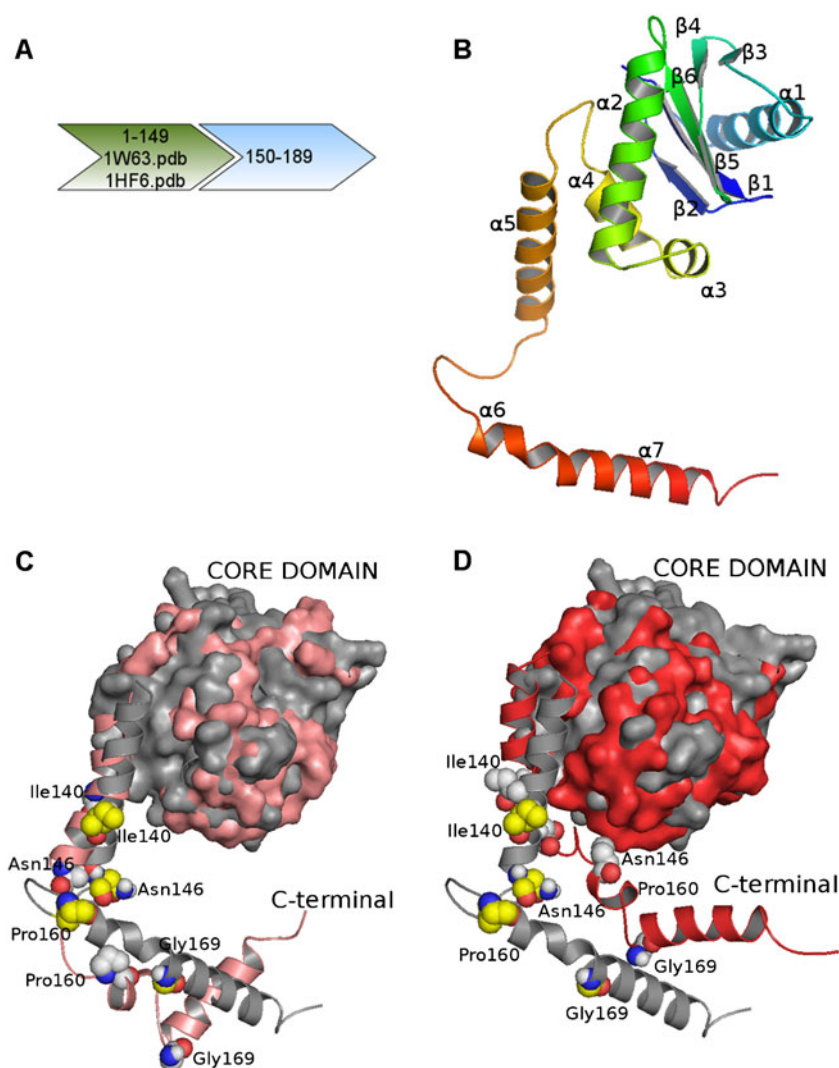 A
1-149
1W63.pdb
1HF6.pdb
150-189
B
β4
β3
β6
α1
α2
β5
α4
β1
β2
α5
α3
α6
α7
C
CORE DOMAIN
Ile140
Ile140
Asn146
Asn146
C-terminal
Pro160
Gly169
Pro160
Gly169
D
CORE DOMAIN
Ile140
Ile140
Asn146
Pro160
C-terminal
Asn146
Pro160
Gly169
Gly169